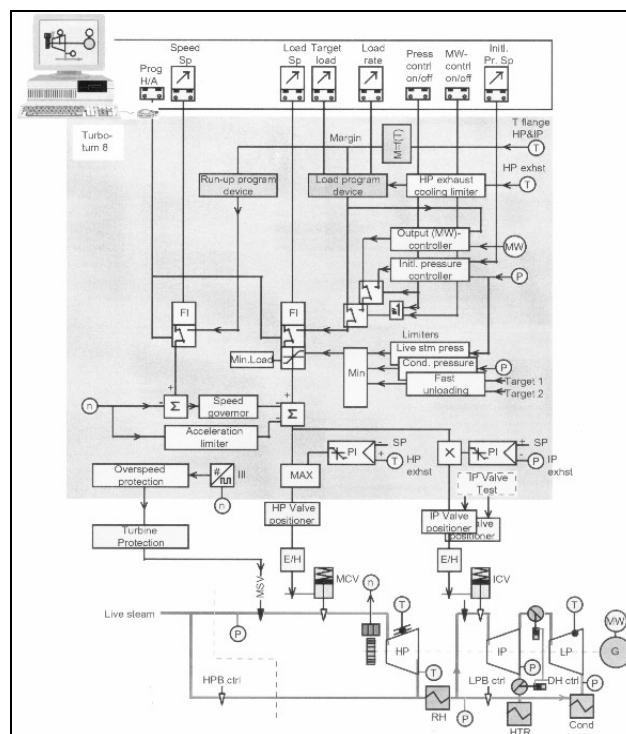 Speed
Sp
Load
Sp
Target
load
Load
rate
Press
contrl
on/off
MW-
contrl
on/off
Initl.
Pr. Sp
Prog
H/A
Turbo-
turn 8
T flange
HP&IP
T
Margin
M=f(T)
HP exhst
T
Run-up program
device
Load program
device
HP exhaust
cooling limiter
Output (MW)-
controller
MW
Initl. pressure
controller
P
FI
FI
Limiters
Min.Load
Min
Live stm press
Cond. pressure
P
Fast
unloading
Target 1
Target 2
n
+
-
Σ
Speed
governor
+
-
-
Σ
Acceleration
limiter
Overspeed
protection
#
III
n
MAX
PI
-
+
SP
T
HP
exhst
X
PI
-
+
SP
P
IP
exhst
IP Valve
Test
HP Valve
positioner
IP Valve
positioner
valve
positioner
Turbine
Protection
E/H
E/H
MSV
MCV
ICV
n
T
T
MW
Live steam
P
HP
IP
LP
G
T
P
P
HPB ctrl
LPB ctrl
DH ctrl
RH
P
HTR
Cond